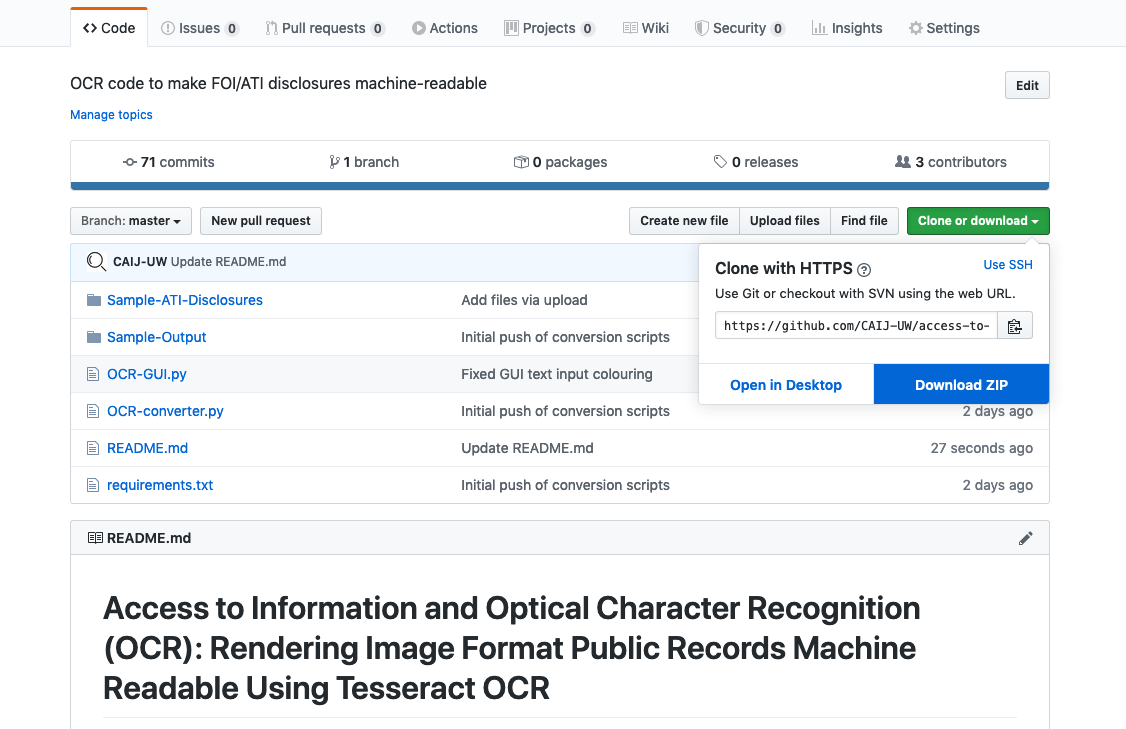 Code Issues 0 Pull requests 0 Actions Projects 0 Wiki Security 0 Insights Settings
OCR code to make FOI/ATI disclosures machine-readable
Edit
Manage topics
71 commits 1 branch 0 packages 0 releases 3 contributors
Branch: master New pull request Create new file Upload files Find file Clone or download
CAIJ-UW Update README.md
Clone with HTTPS ? Use SSH
Use Git or checkout with SVN using the web URL.
https://github.com/CAIJ-UW/access-to-
Open in Desktop Download ZIP
Sample-ATI-Disclosures Add files via upload
Sample-Output Initial push of conversion scripts
OCR-GUI.py Fixed GUI text input colouring
OCR-converter.py Initial push of conversion scripts 2 days ago
README.md Update README.md 27 seconds ago
requirements.txt Initial push of conversion scripts 2 days ago
README.md
Access to Information and Optical Character Recognition
(OCR): Rendering Image Format Public Records Machine
Readable Using Tesseract OCR